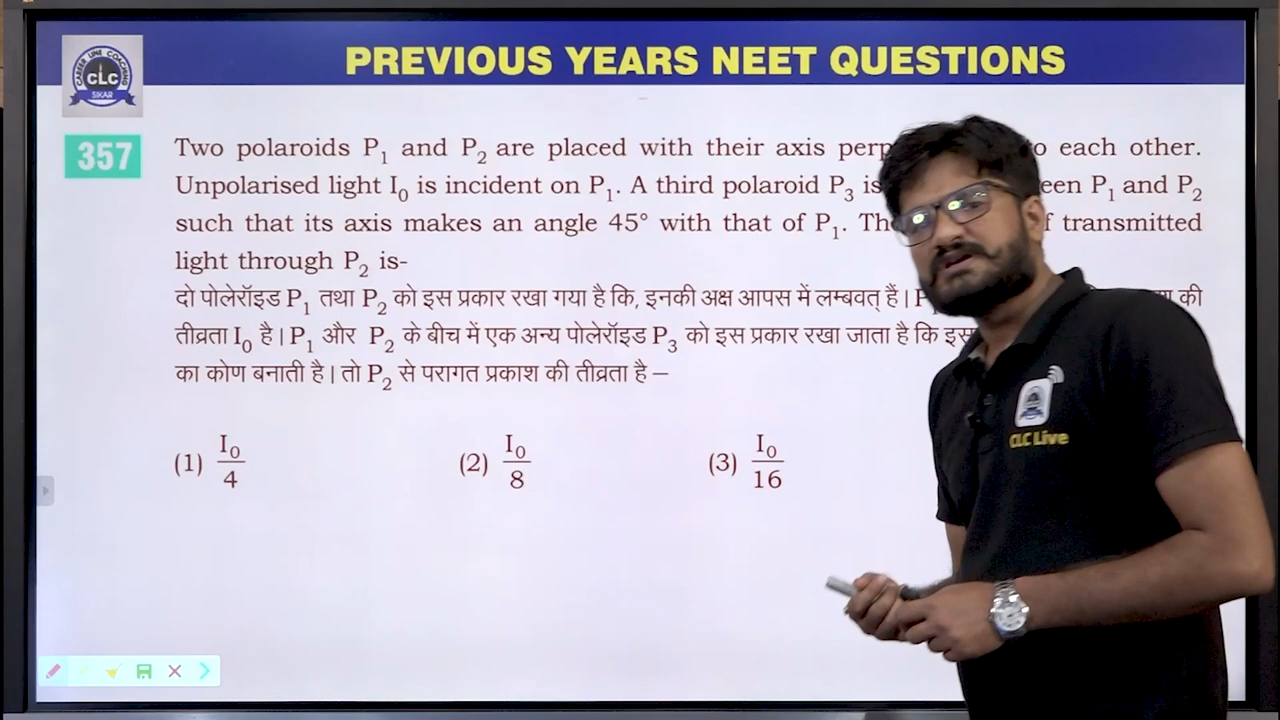 PREVIOUS YEARS NEET QUESTIONS
CAREER LINE COACHING
CLC
SIKAR
357
Two polaroids P₁ and P₂ are placed with their axis to each other.
Unpolarised light I₀ is incident on P₁. A third polaroid P₃ is P₁ and P₂
such that its axis makes an angle 45° with that of P₁. transmitted
light through P₂ is-
दो पोलेरॉइड P₁ तथा P₂ को इस प्रकार रखा गया है कि, इनकी अक्ष आपस में लम्बवत् हैं। की
तीव्रता I₀ है। P₁ और P₂ के बीच में एक अन्य पोलेरॉइड P₃ को इस प्रकार रखा जाता है कि
का कोण बनाती है। तो P₂ से परागत प्रकाश की तीव्रता है –
(1) I₀/4 (2) I₀/8 (3) I₀/16
CLC Live